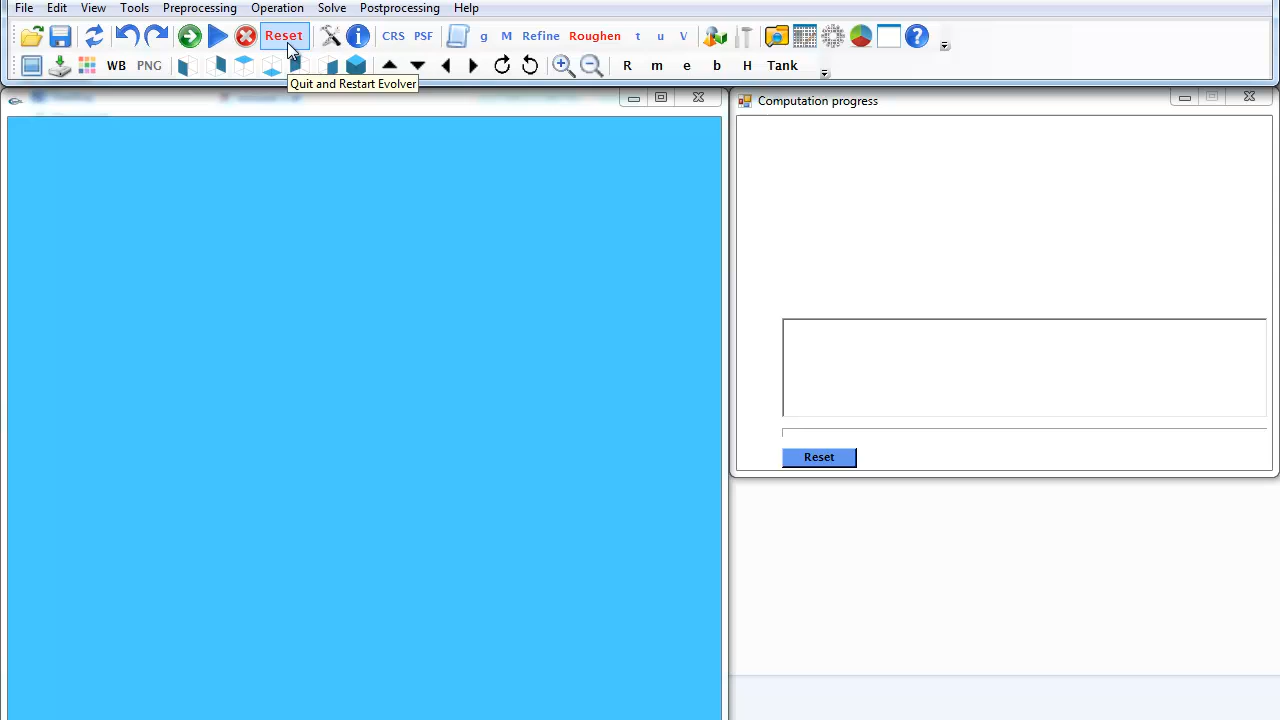 File Edit View Tools Preprocessing Operation Solve Postprocessing Help
Reset CRS PSF g M Refine Roughen t u V
WB PNG R m e b H Tank
Quit and Restart Evolver
Computation progress
Reset